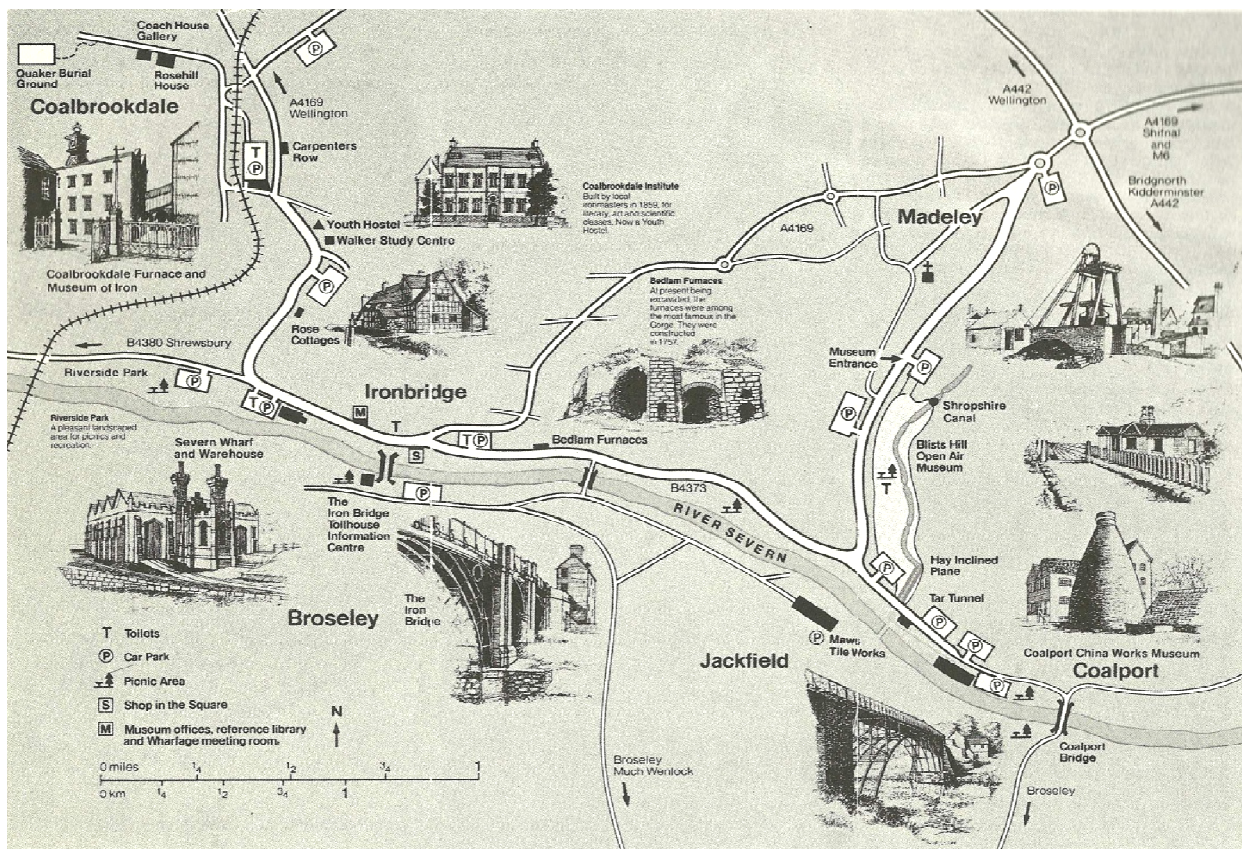 Coach House
Gallery
Quaker Burial
Ground
Rosehill
House
Coalbrookdale
A4169
Wellington
Carpenters
Row
T
P
P
Coalbrookdale Furnace and
Museum of Iron
Youth Hostel
Walker Study Centre
P
Rose
Cottages
Coalbrookdale Institute
Built by local
ironmasters in 1859, for
literary, art and scientific
classes. Now a Youth
Hostel.
A442
Wellington
A4169
Shifnal
and
M6
Bridgnorth
Kidderminster
A442
P
Madeley
A4169
Bedlam Furnaces
At present being
excavated, the
furnaces were among
the most famous in the
Gorge. They were
constructed
in 1757.
B4380 Shrewsbury
Riverside Park
P
Riverside Park
A pleasant landscaped
area for picnics and
recreation.
TP
Ironbridge
M
T
S
TP
Bedlam Furnaces
Museum
Entrance
P
P
Shropshire
Canal
Blists Hill
Open Air
Museum
T
Severn Wharf
and Warehouse
The
Iron Bridge
Tollhouse
Information
Centre
P
B4373
RIVER SEVERN
P
Hay Inclined
Plane
Tar Tunnel
P
P
P
Broseley
The
Iron
Bridge
P
Maws
Tile Works
Jackfield
Coalport China Works Museum
Coalport
Coalport
Bridge
Broseley
Broseley
Much Wenlock
T Toilets
P Car Park
Picnic Area
S Shop in the Square
M Museum offices, reference library
and Wharfage meeting room.
N
0 miles 1/4 1/2 3/4 1
0 km 1/4 1/2 3/4 1